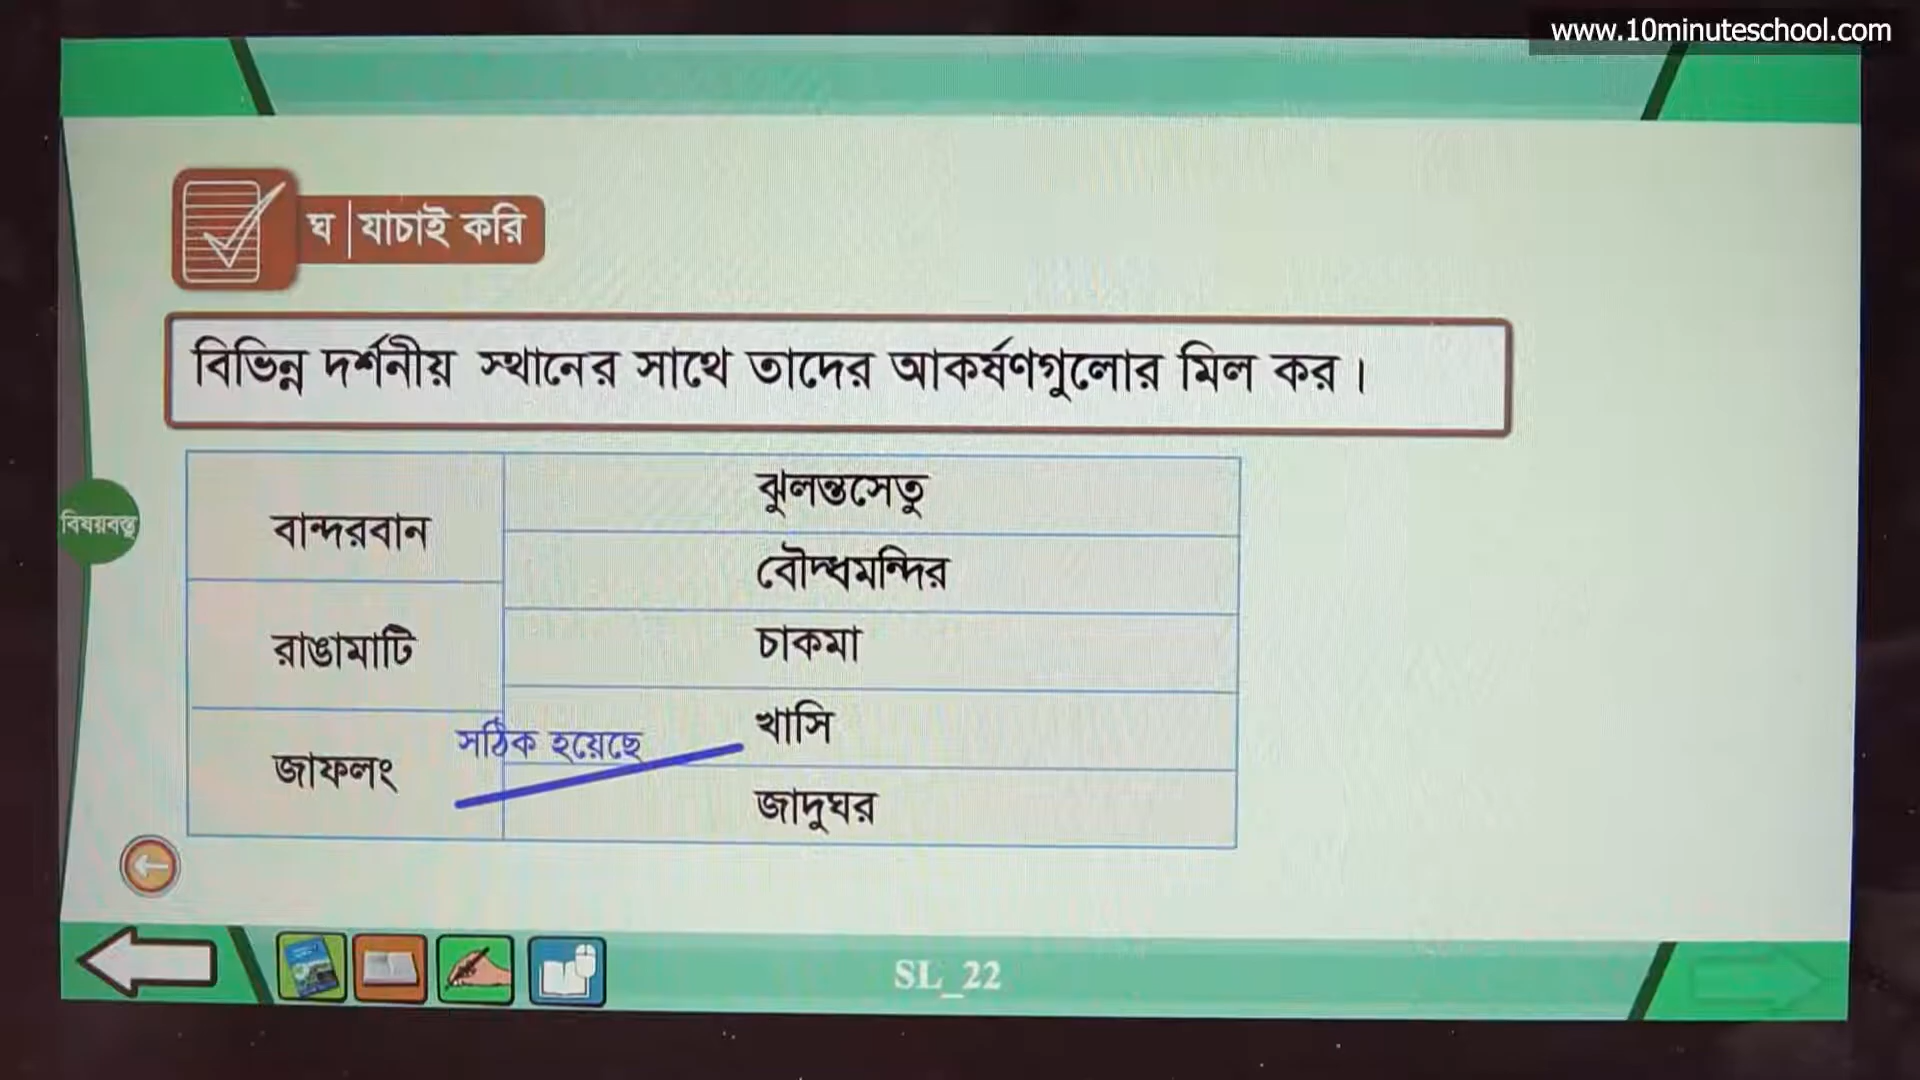 www.10minuteschool.com
ঘ | যাচাই করি
বিভিন্ন দর্শনীয় স্থানের সাথে তাদের আকর্ষণগুলোর মিল কর।
বিষয়বস্তু
বান্দরবান
রাঙামাটি
জাফলং
ঝুলন্তসেতু
বৌদ্ধমন্দির
চাকমা
খাসি
জাদুঘর
সঠিক হয়েছে
SL_22